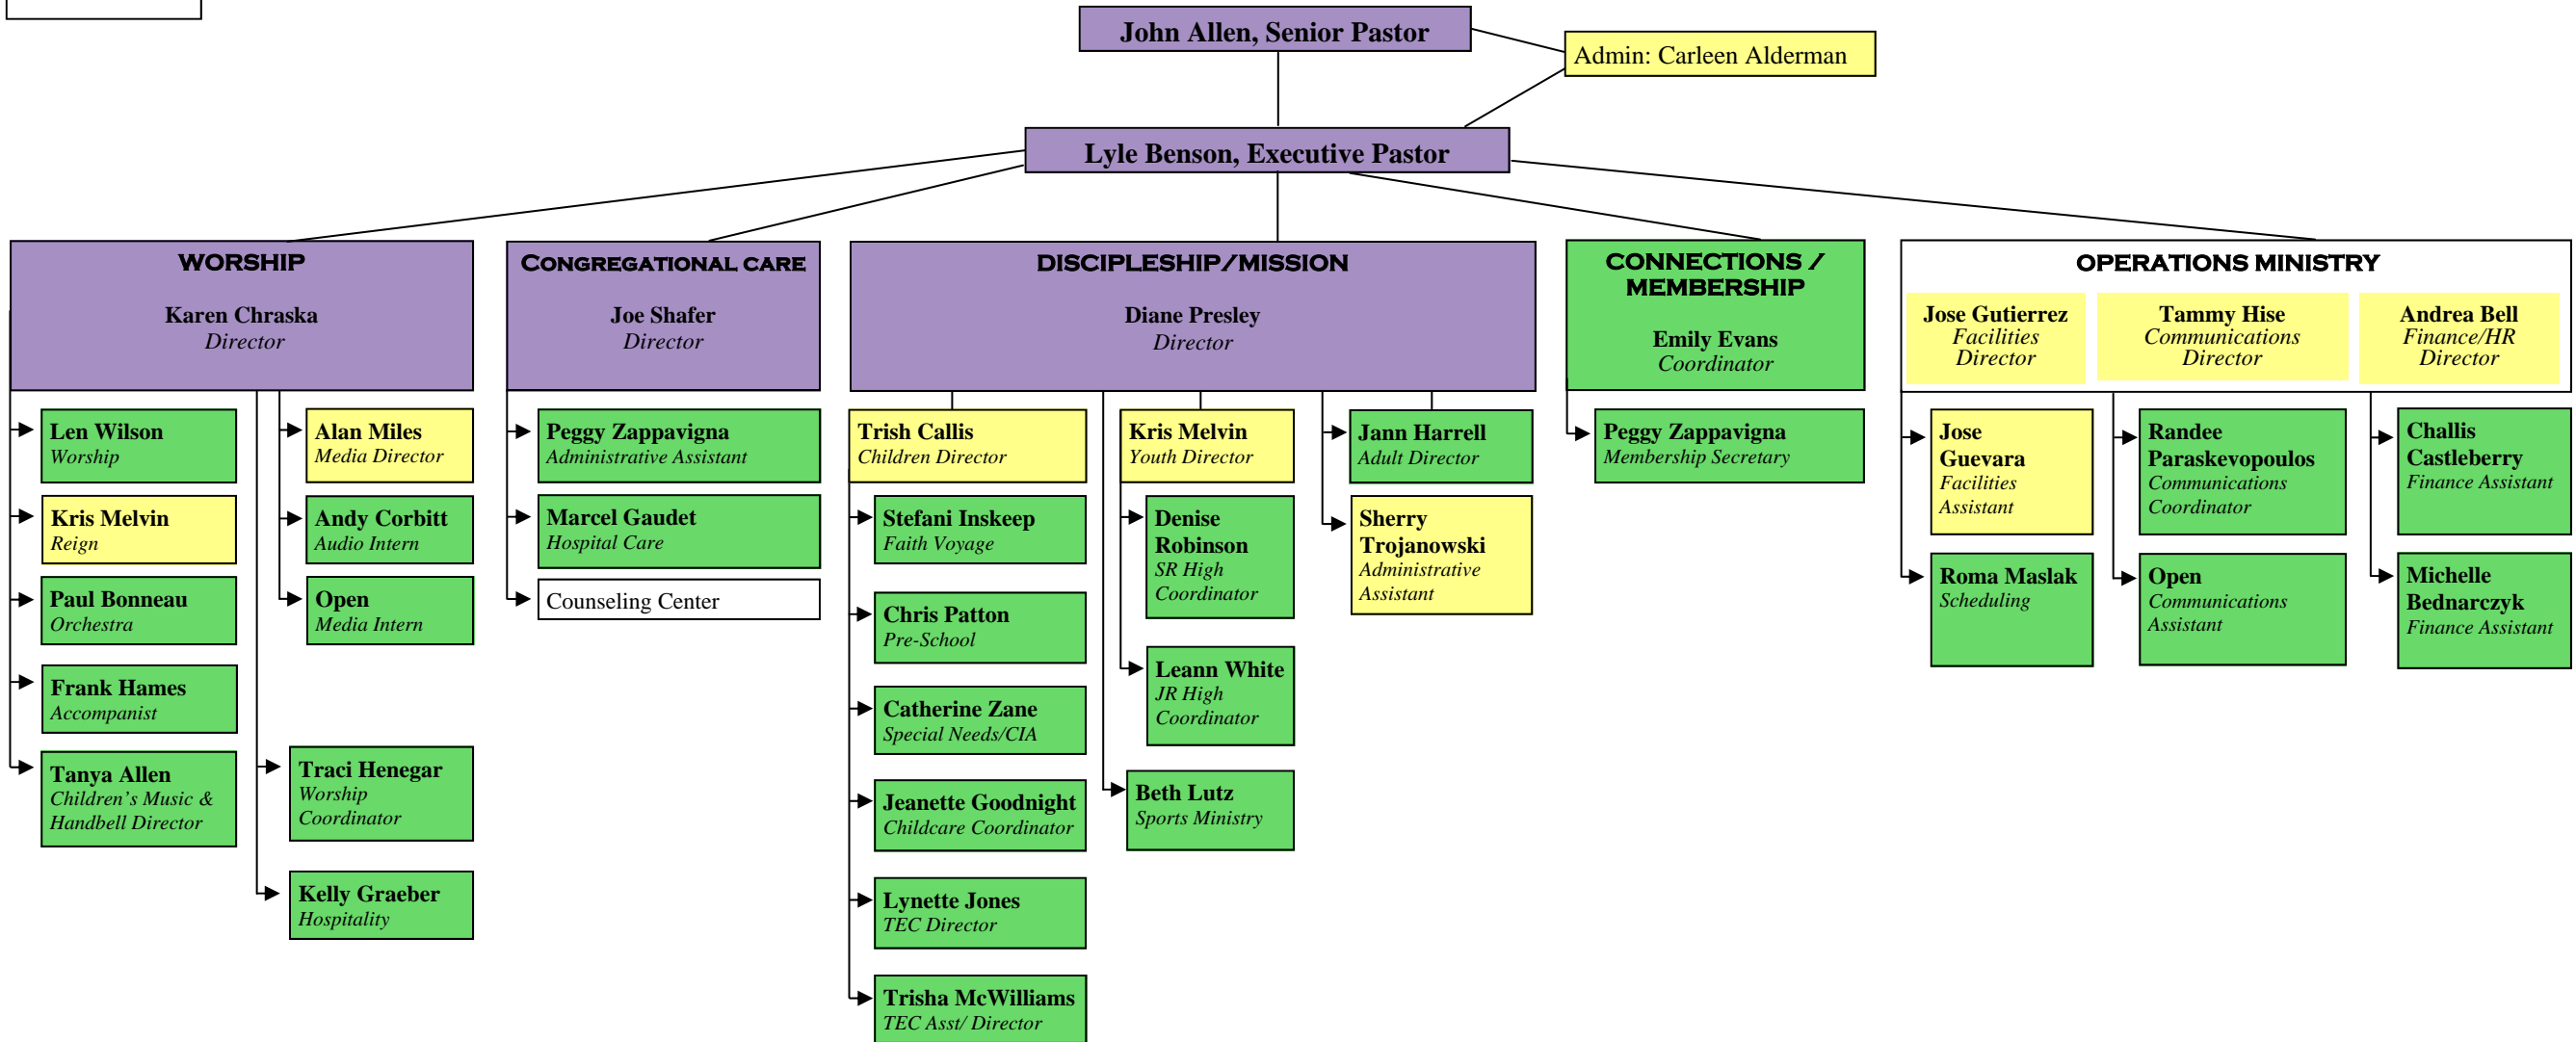 John Allen, Senior Pastor
Admin: Carleen Alderman
Lyle Benson, Executive Pastor
WORSHIP
Karen Chraska
Director
Len Wilson
Worship
Kris Melvin
Reign
Paul Bonneau
Orchestra
Frank Hames
Accompanist
Tanya Allen
Children's Music &
Handbell Director
Alan Miles
Media Director
Andy Corbitt
Audio Intern
Open
Media Intern
Traci Henegar
Worship
Coordinator
Kelly Graeber
Hospitality
CONGREGATIONAL CARE
Joe Shafer
Director
Peggy Zappavigna
Administrative Assistant
Marcel Gaudet
Hospital Care
Counseling Center
DISCIPLESHIP/MISSION
Diane Presley
Director
Trish Callis
Children Director
Stefani Inskeep
Faith Voyage
Chris Patton
Pre-School
Catherine Zane
Special Needs/CIA
Jeanette Goodnight
Childcare Coordinator
Lynette Jones
TEC Director
Trisha McWilliams
TEC Asst/ Director
Kris Melvin
Youth Director
Denise
Robinson
SR High
Coordinator
Leann White
JR High
Coordinator
Beth Lutz
Sports Ministry
Jann Harrell
Adult Director
Sherry
Trojanowski
Administrative
Assistant
CONNECTIONS /
MEMBERSHIP
Emily Evans
Coordinator
Peggy Zappavigna
Membership Secretary
OPERATIONS MINISTRY
Jose Gutierrez
Facilities
Director
Tammy Hise
Communications
Director
Andrea Bell
Finance/HR
Director
Jose
Guevara
Facilities
Assistant
Roma Maslak
Scheduling
Randee
Paraskevopoulos
Communications
Coordinator
Open
Communications
Assistant
Challis
Castleberry
Finance Assistant
Michelle
Bednarczyk
Finance Assistant